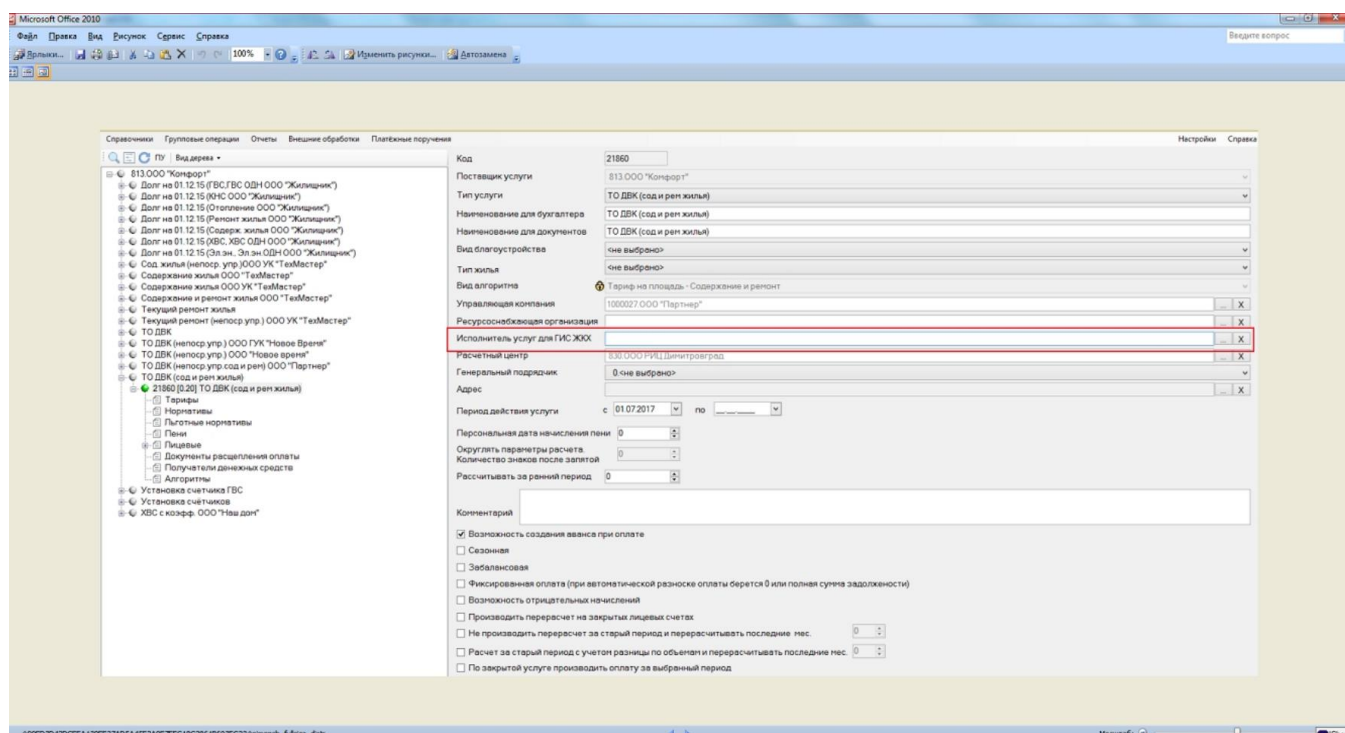 Microsoft Office 2010
Файл Правка Вид Рисунок Сервис Справка
Введите вопрос
Ярлыки... 100% Изменить рисунки... Автозамена
Справочники Групповые операции Отчеты Внешние обработки Платёжные поручения Настройки Справка
ПУ Вид дерева
813.ООО "Комфорт"
Долг на 01.12.15 (ГВС,ГВС ОДН ООО "Жилищник")
Долг на 01.12.15 (КНС ООО "Жилищник")
Долг на 01.12.15 (Отопление ООО "Жилищник")
Долг на 01.12.15 (Ремонт жилья ООО "Жилищник")
Долг на 01.12.15 (Содерж. жилья ООО "Жилищник")
Долг на 01.12.15 (ХВС, ХВС ОДН ООО "Жилищник")
Долг на 01.12.15 (Эл.эн., Эл.эн.ОДН ООО "Жилищник")
Сод. жилья (непоср. упр.)ООО УК "ТехМастер"
Содержание жилья ООО "ТехМастер"
Содержание жилья ООО УК "ТехМастер"
Содержание и ремонт жилья ООО "ТехМастер"
Текущий ремонт жилья
Текущий ремонт (непоср.упр.) ООО УК "ТехМастер"
ТО ДВК
ТО ДВК (непоср.упр.) ООО ГУК "Новое Время"
ТО ДВК (непоср.упр.) ООО "Новое время"
ТО ДВК (непоср.упр.сод и рем) ООО "Партнер"
ТО ДВК (сод и рем жилья)
21860 [0.20] ТО ДВК (сод и рем жилья)
Тарифы
Нормативы
Льготные нормативы
Пени
Лицевые
Документы расщепления оплаты
Получатели денежных средств
Алгоритмы
Установка счетчика ГВС
Установка счётчиков
ХВС с коэфф. ООО "Наш дом"
Код 21860
Поставщик услуги 813.ООО "Комфорт"
Тип услуги ТО ДВК (сод и рем жилья)
Наименование для бухгалтера ТО ДВК (сод и рем жилья)
Наименование для документов ТО ДВК (сод и рем жилья)
Вид благоустройства <не выбрано>
Тип жилья <не выбрано>
Вид алгоритма Тариф на площадь - Содержание и ремонт
Управляющая компания 1000027.ООО "Партнер" ... X
Ресурсоснабжающая организация ... X
Исполнитель услуг для ГИС ЖКХ ... X
Расчетный центр 830.ООО РИЦ Димитровград ... X
Генеральный подрядчик 0.<не выбрано>
Адрес ... X
Период действия услуги с 01.07.2017 по __.__.____
Персональная дата начисления пени 0
Округлять параметры расчета.
Количество знаков после запятой 0
Рассчитывать за ранний период 0
Комментарий
Возможность создания аванса при оплате
Сезонная
Забалансовая
Фиксированная оплата (при автоматической разноске оплаты берется 0 или полная сумма задолжености)
Возможность отрицательных начислений
Производить перерасчет на закрытых лицевых счетах
Не производить перерасчет за старый период и перерасчитывать последние мес. 0
Расчет за старый период с учетом разницы по объемам и перерасчитывать последние мес. 0
По закрытой услуге производить оплату за выбранный период